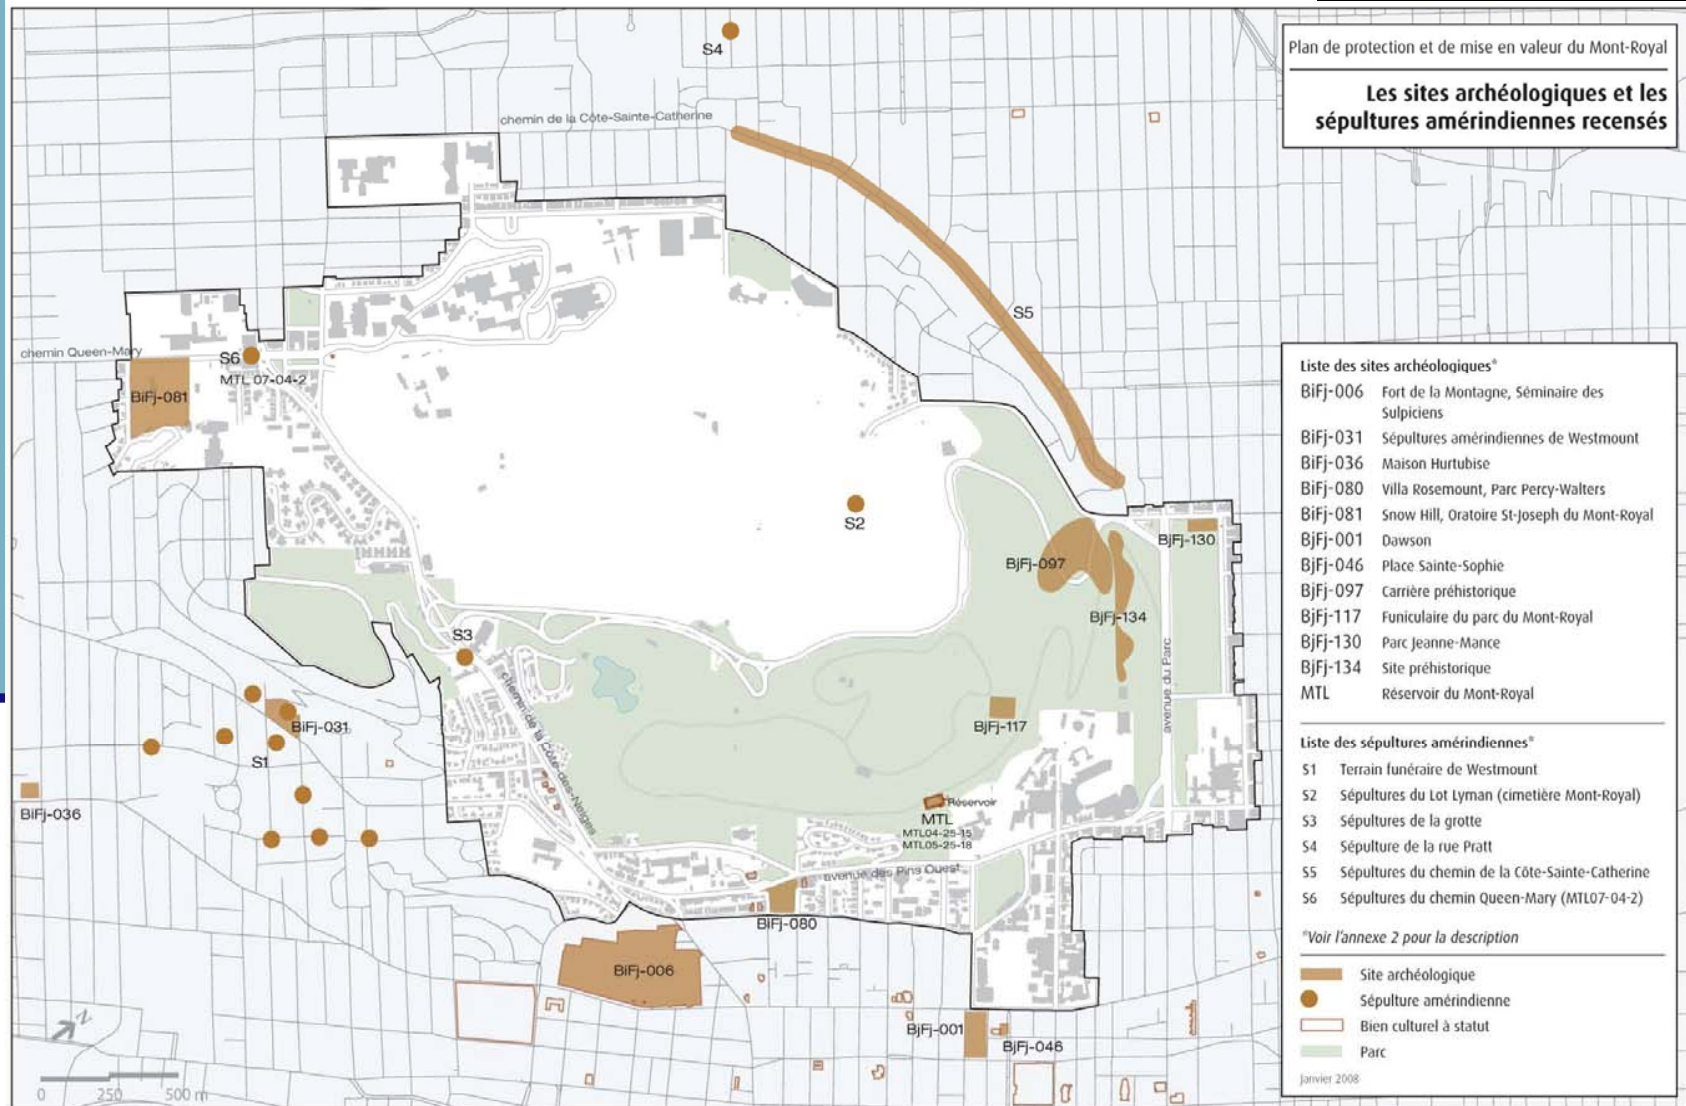 Plan de protection et de mise en valeur du Mont-Royal
Les sites archéologiques et les
sépultures amérindiennes recensés
S4
chemin de la Côte-Sainte-Catherine
S5
chemin Queen-Mary
S6
MTL 07-04-2
BiFj-081
S2
BjFj-097
BjFj-130
BjFj-134
S3
chemin de la Côte-des-Neiges
avenue du Parc
BiFj-031
S1
BjFj-117
BiFj-036
Réservoir
MTL
MTL04-25-15
MTL05-25-18
avenue des Pins Ouest
BiFj-080
BiFj-006
BjFj-001
BjFj-046
N
0 250 500 m
Liste des sites archéologiques*
BiFj-006 Fort de la Montagne, Séminaire des
Sulpiciens
BiFj-031 Sépultures amérindiennes de Westmount
BiFj-036 Maison Hurtubise
BiFj-080 Villa Rosemount, Parc Percy-Walters
BiFj-081 Snow Hill, Oratoire St-Joseph du Mont-Royal
BjFj-001 Dawson
BjFj-046 Place Sainte-Sophie
BjFj-097 Carrière préhistorique
BjFj-117 Funiculaire du parc du Mont-Royal
BjFj-130 Parc Jeanne-Mance
BjFj-134 Site préhistorique
MTL Réservoir du Mont-Royal
Liste des sépultures amérindiennes*
S1 Terrain funéraire de Westmount
S2 Sépultures du Lot Lyman (cimetière Mont-Royal)
S3 Sépultures de la grotte
S4 Sépulture de la rue Pratt
S5 Sépultures du chemin de la Côte-Sainte-Catherine
S6 Sépultures du chemin Queen-Mary (MTL07-04-2)
*Voir l'annexe 2 pour la description
Site archéologique
Sépulture amérindienne
Bien culturel à statut
Parc
Janvier 2008